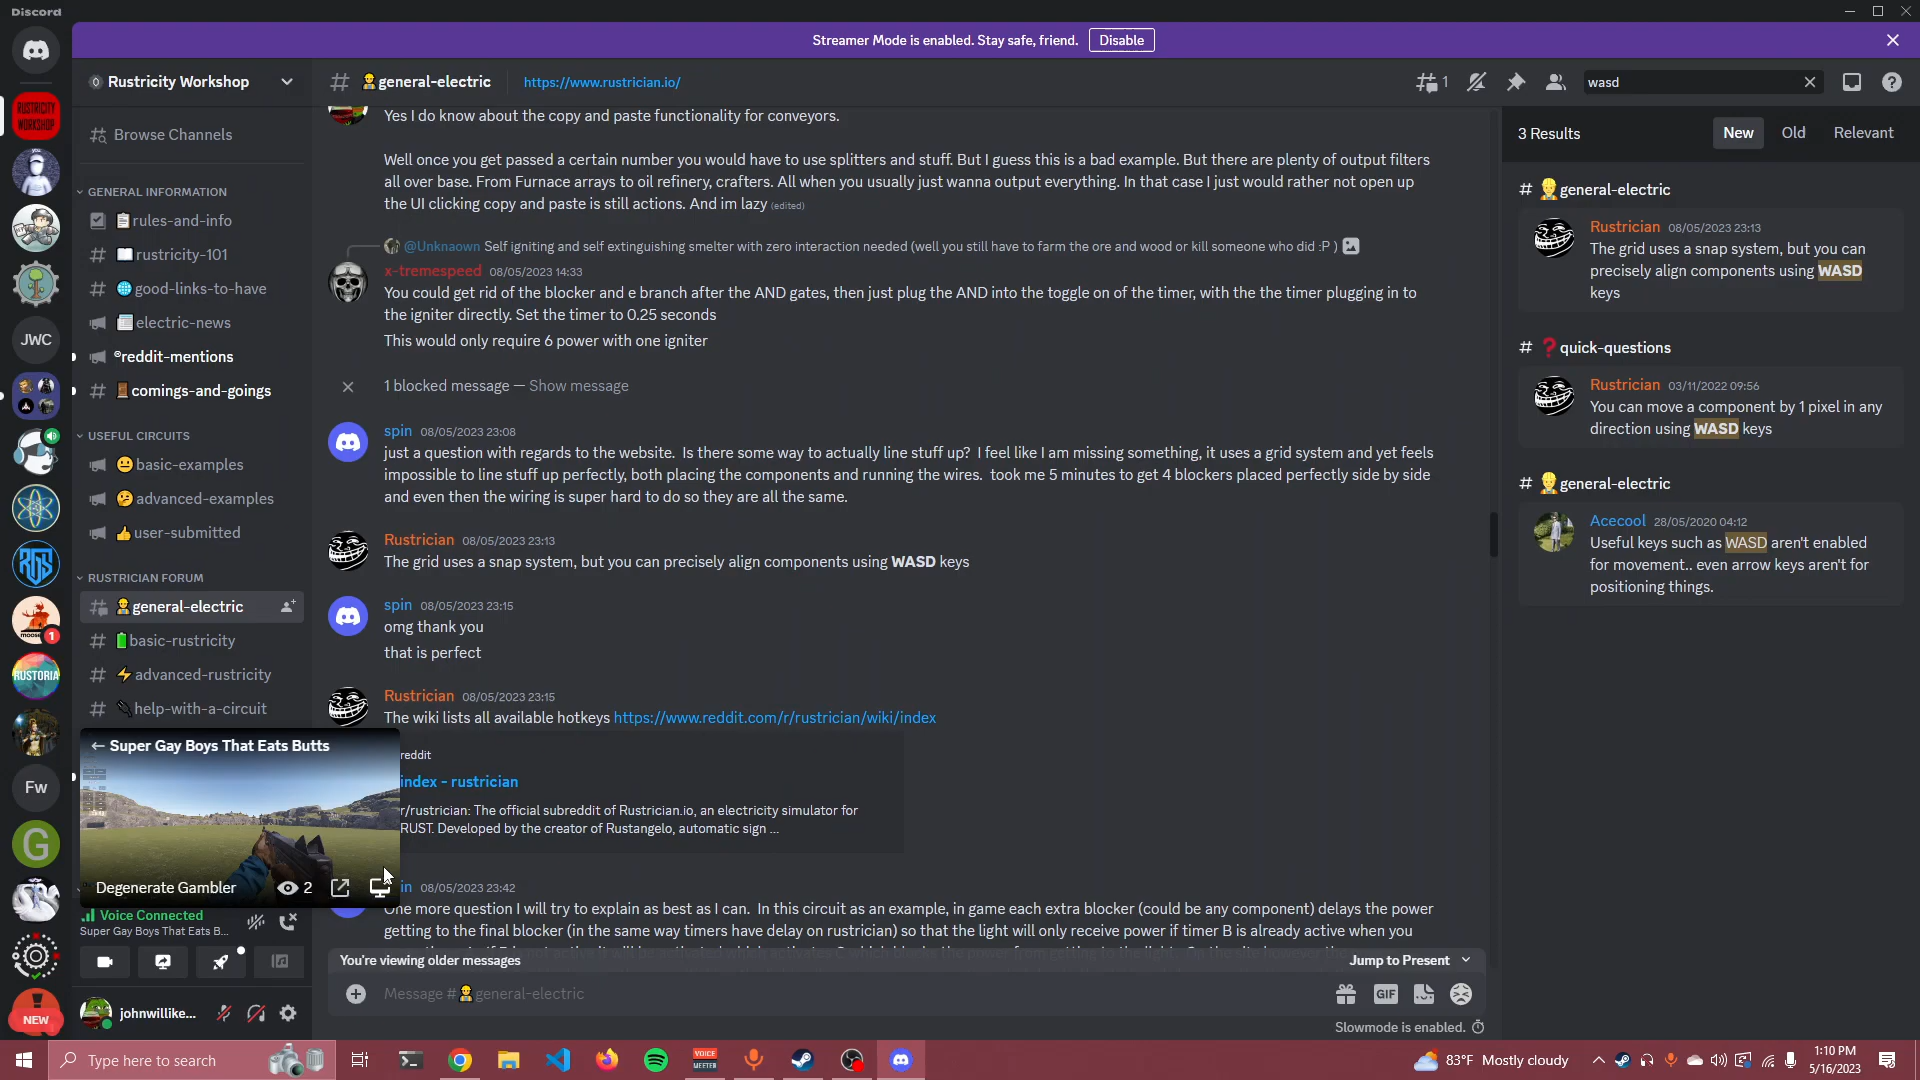 Discord
Streamer Mode is enabled. Stay safe, friend. Disable
Rustricity Workshop
general-electric
https://www.rustrician.io/
1
wasd
Browse Channels
GENERAL INFORMATION
rules-and-info
rustricity-101
good-links-to-have
electric-news
reddit-mentions
comings-and-goings
USEFUL CIRCUITS
basic-examples
advanced-examples
user-submitted
RUSTRICIAN FORUM
general-electric
basic-rustricity
advanced-rustricity
help-with-a-circuit
RUSTRICITY WORKSHOP
JWC
RGS
1
RUSTORIA
Fw
G
NEW
Super Gay Boys That Eats Butts
Degenerate Gambler
2
Voice Connected
Super Gay Boys That Eats B...
johnwillike...
Yes I do know about the copy and paste functionality for conveyors.
Well once you get passed a certain number you would have to use splitters and stuff. But I guess this is a bad example. But there are plenty of output filters
all over base. From Furnace arrays to oil refinery, crafters. All when you usually just wanna output everything. In that case I just would rather not open up
the UI clicking copy and paste is still actions. And im lazy (edited)
@Unknaown Self igniting and self extinguishing smelter with zero interaction needed (well you still have to farm the ore and wood or kill someone who did :P )
x-tremespeed 08/05/2023 14:33
You could get rid of the blocker and e branch after the AND gates, then just plug the AND into the toggle on of the timer, with the the timer plugging in to
the igniter directly. Set the timer to 0.25 seconds
This would only require 6 power with one igniter
1 blocked message — Show message
spin 08/05/2023 23:08
just a question with regards to the website. Is there some way to actually line stuff up? I feel like I am missing something, it uses a grid system and yet feels
impossible to line stuff up perfectly, both placing the components and running the wires. took me 5 minutes to get 4 blockers placed perfectly side by side
and even then the wiring is super hard to do so they are all the same.
Rustrician 08/05/2023 23:13
The grid uses a snap system, but you can precisely align components using WASD keys
spin 08/05/2023 23:15
omg thank you
that is perfect
Rustrician 08/05/2023 23:15
The wiki lists all available hotkeys https://www.reddit.com/r/rustrician/wiki/index
reddit
index - rustrician
r/rustrician: The official subreddit of Rustrician.io, an electricity simulator for
RUST. Developed by the creator of Rustangelo, automatic sign ...
in 08/05/2023 23:42
One more question I will try to explain as best as I can. In this circuit as an example, in game each extra blocker (could be any component) delays the power
getting to the final blocker (in the same way timers have delay on rustrician) so that the light will only receive power if timer B is already active when you
You're viewing older messages
Jump to Present
Message # general-electric
GIF
Slowmode is enabled.
3 Results
New
Old
Relevant
general-electric
Rustrician 08/05/2023 23:13
The grid uses a snap system, but you can
precisely align components using WASD
keys
quick-questions
Rustrician 03/11/2022 09:56
You can move a component by 1 pixel in any
direction using WASD keys
general-electric
Acecool 28/05/2020 04:12
Useful keys such as WASD aren't enabled
for movement.. even arrow keys aren't for
positioning things.
Type here to search
VOICE MEETER
83°F Mostly cloudy
1:10 PM
5/16/2023